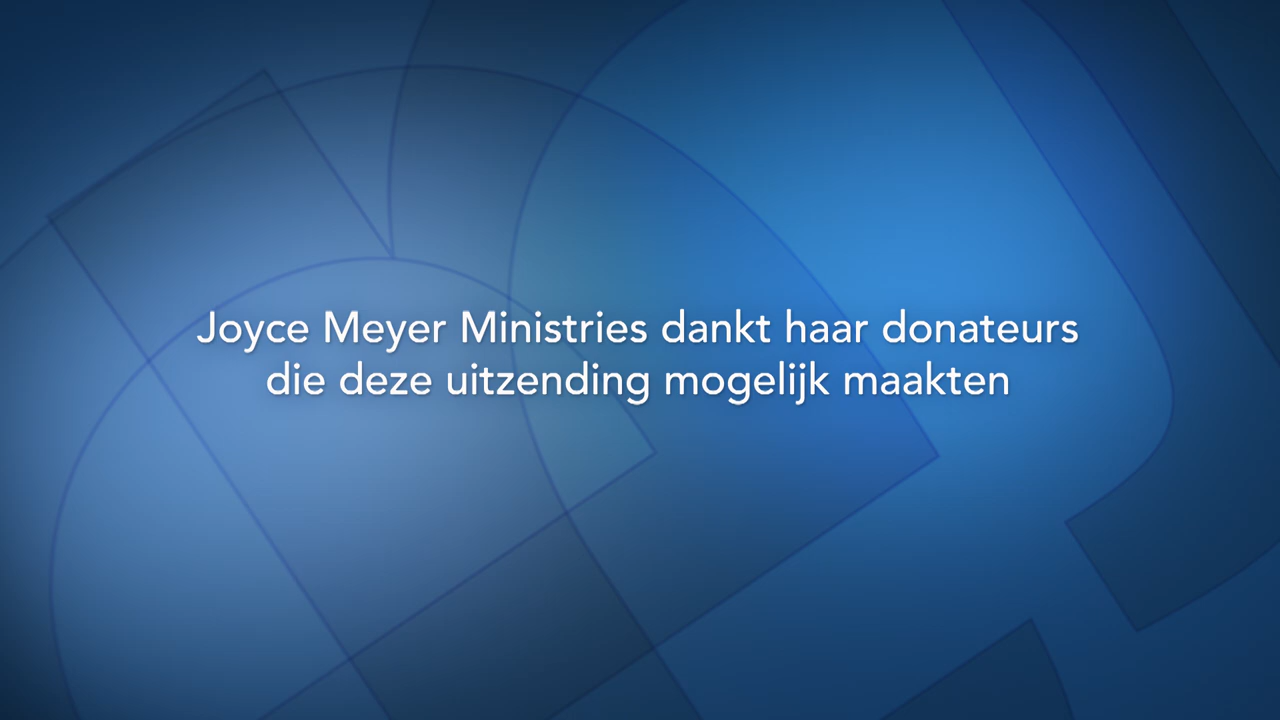 Joyce Meyer Ministries dankt haar donateurs
die deze uitzending mogelijk maakten